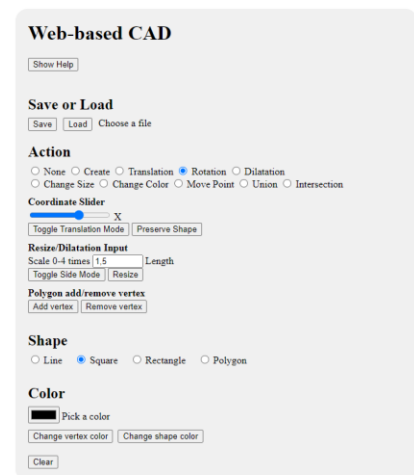 Web-based CAD
Show Help
Save or Load
Save Load Choose a file
Action
None Create Translation Rotation Dilatation
Change Size Change Color Move Point Union Intersection
Coordinate Slider
X
Toggle Translation Mode Preserve Shape
Resize/Dilatation Input
Scale 0-4 times 1,5 Length
Toggle Side Mode Resize
Polygon add/remove vertex
Add vertex Remove vertex
Shape
Line Square Rectangle Polygon
Color
Pick a color
Change vertex color Change shape color
Clear